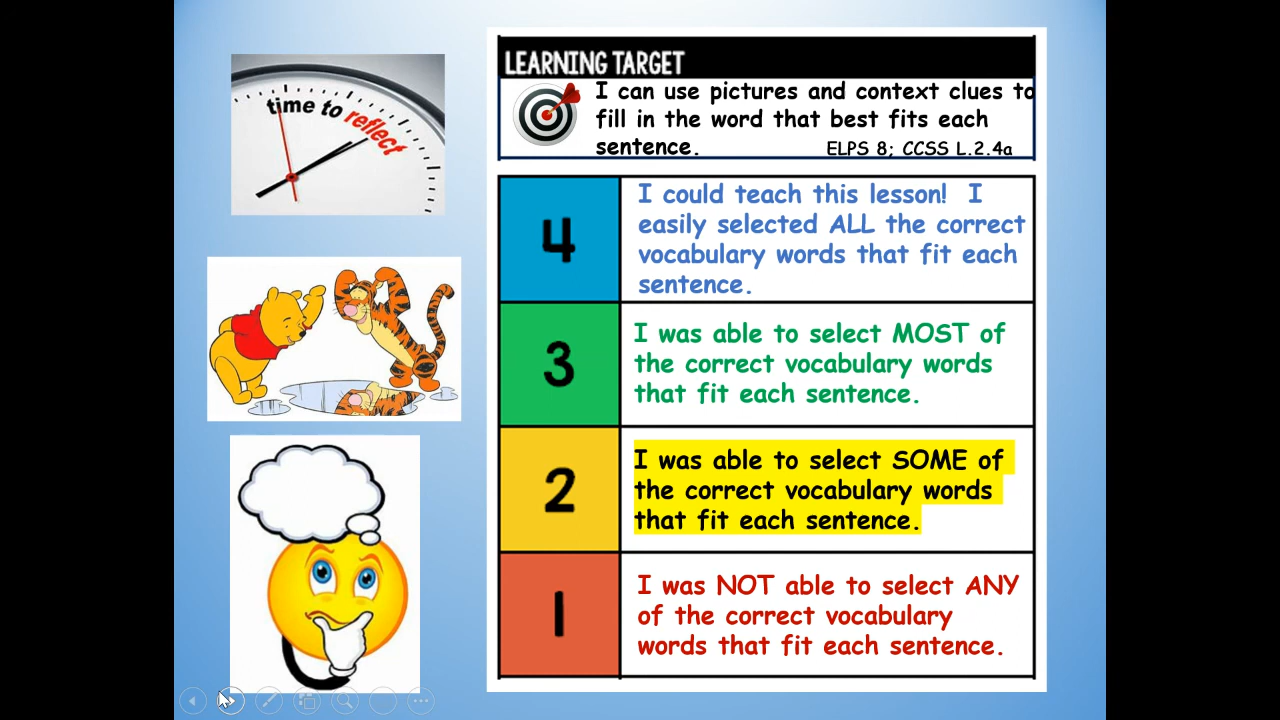 time to reflect
LEARNING TARGET
I can use pictures and context clues to
fill in the word that best fits each
sentence. ELPS 8; CCSS L.2.4a
4
I could teach this lesson! I
easily selected ALL the correct
vocabulary words that fit each
sentence.
3
I was able to select MOST of
the correct vocabulary words
that fit each sentence.
2
I was able to select SOME of
the correct vocabulary words
that fit each sentence.
1
I was NOT able to select ANY
of the correct vocabulary
words that fit each sentence.